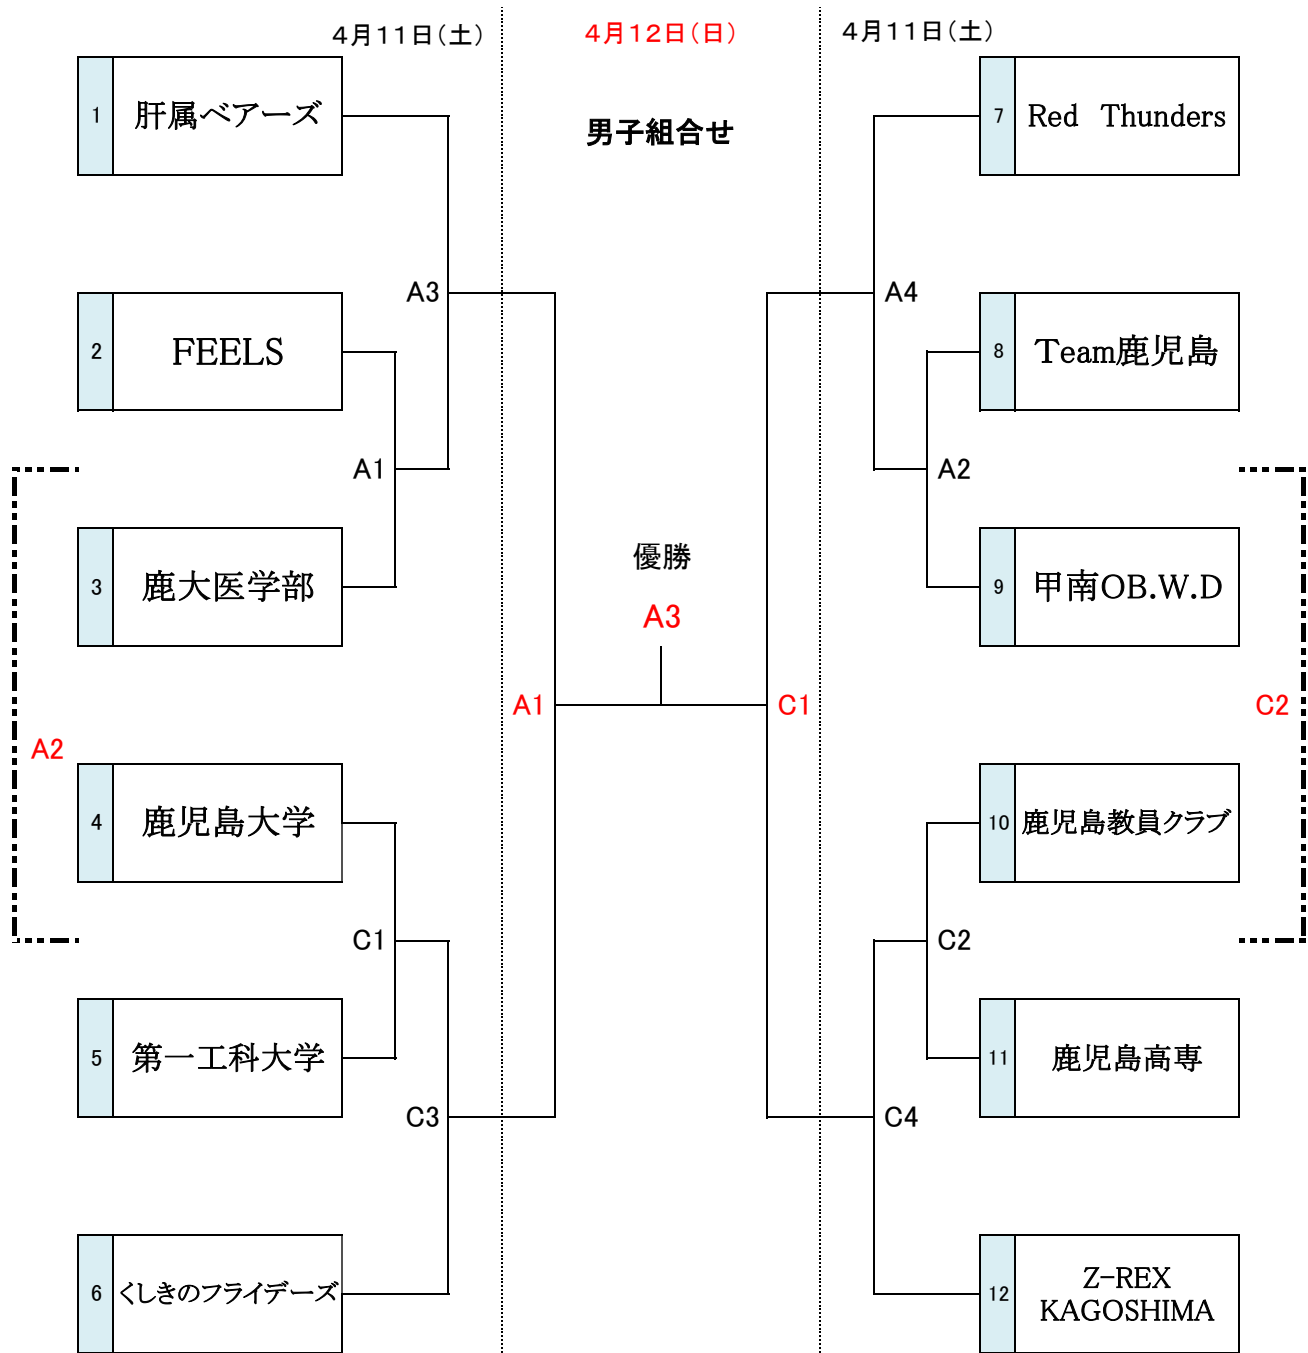 4月11日(土)
4月12日(日)
4月11日(土)
男子組合せ
1 肝属ベアーズ
7 Red Thunders
A3
A4
2 FEELS
8 Team鹿児島
A1
A2
3 鹿大医学部
9 甲南OB.W.D
優勝
A3
A1
C1
A2
C2
4 鹿児島大学
10 鹿児島教員クラブ
C1
C2
5 第一工科大学
11 鹿児島高専
C3
C4
6 くしきのフライデーズ
12 Z-REX
KAGOSHIMA